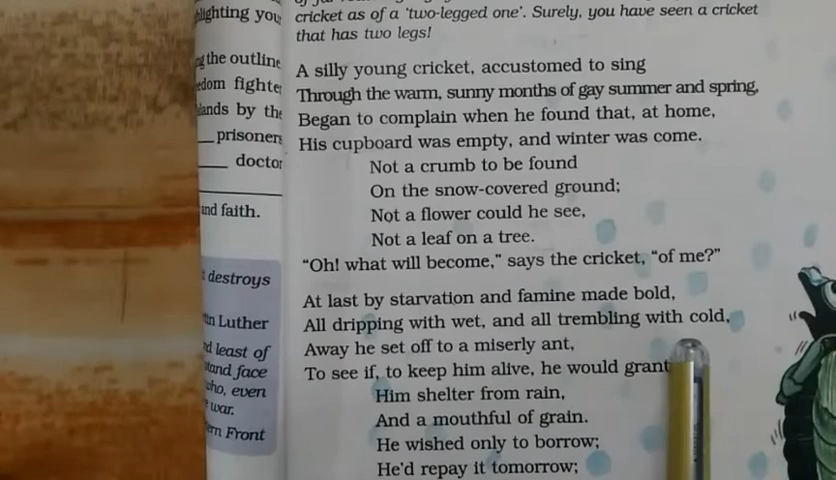 lighting you
the outline
edom fighte
lands by the
prisoners
doctor
and faith.
destroys
Luther
d least of
tand face
who, even
war.
ern Front
cricket as of a 'two-legged one'. Surely, you have seen a cricket
that has two legs!
A silly young cricket, accustomed to sing
Through the warm, sunny months of gay summer and spring,
Began to complain when he found that, at home,
His cupboard was empty, and winter was come.
Not a crumb to be found
On the snow-covered ground;
Not a flower could he see,
Not a leaf on a tree.
“Oh! what will become,” says the cricket, “of me?”
At last by starvation and famine made bold,
All dripping with wet, and all trembling with cold,
Away he set off to a miserly ant,
To see if, to keep him alive, he would grant
Him shelter from rain,
And a mouthful of grain.
He wished only to borrow;
He'd repay it tomorrow;